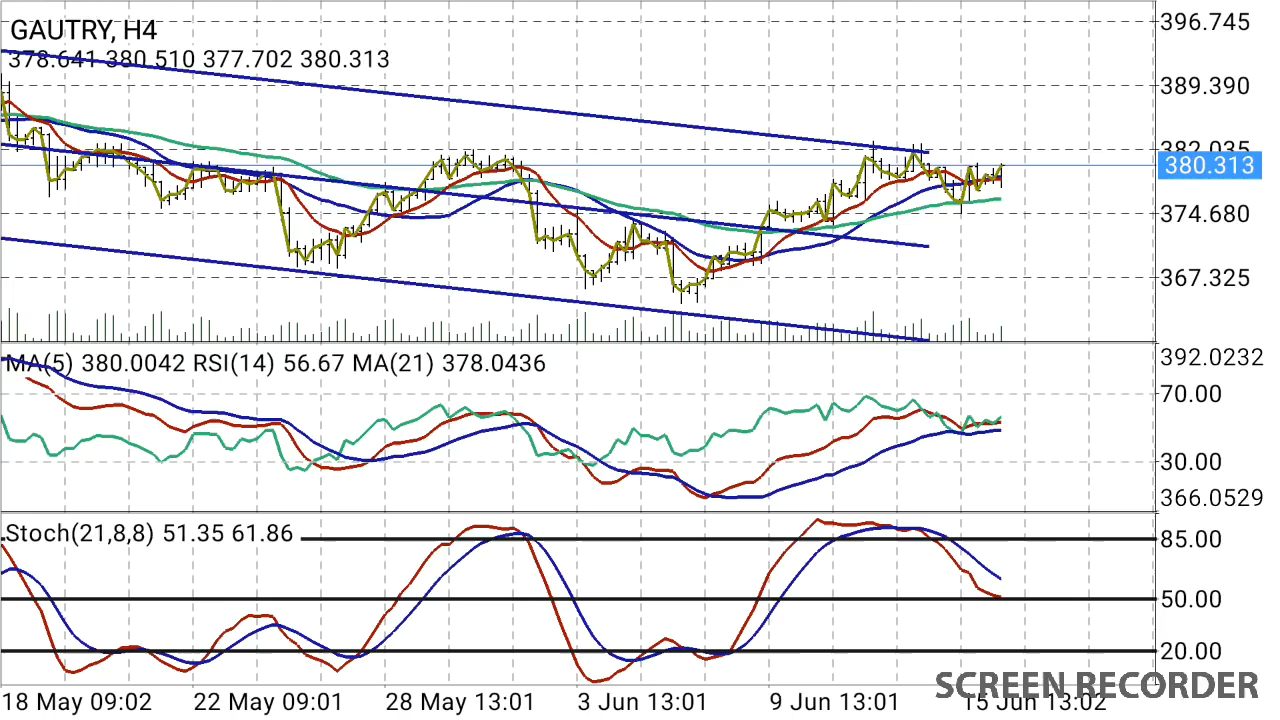 GAUTRY, H4
378.641 380.510 377.702 380.313
396.745
389.390
382.035
380.313
374.680
367.325
MA(5) 380.0042 RSI(14) 56.67 MA(21) 378.0436
392.0232
70.00
30.00
366.0529
Stoch(21,8,8) 51.35 61.86
85.00
50.00
20.00
18 May 09:02 22 May 09:01 28 May 13:01 3 Jun 13:01 9 Jun 13:01 15 Jun 13:02
SCREEN RECORDER